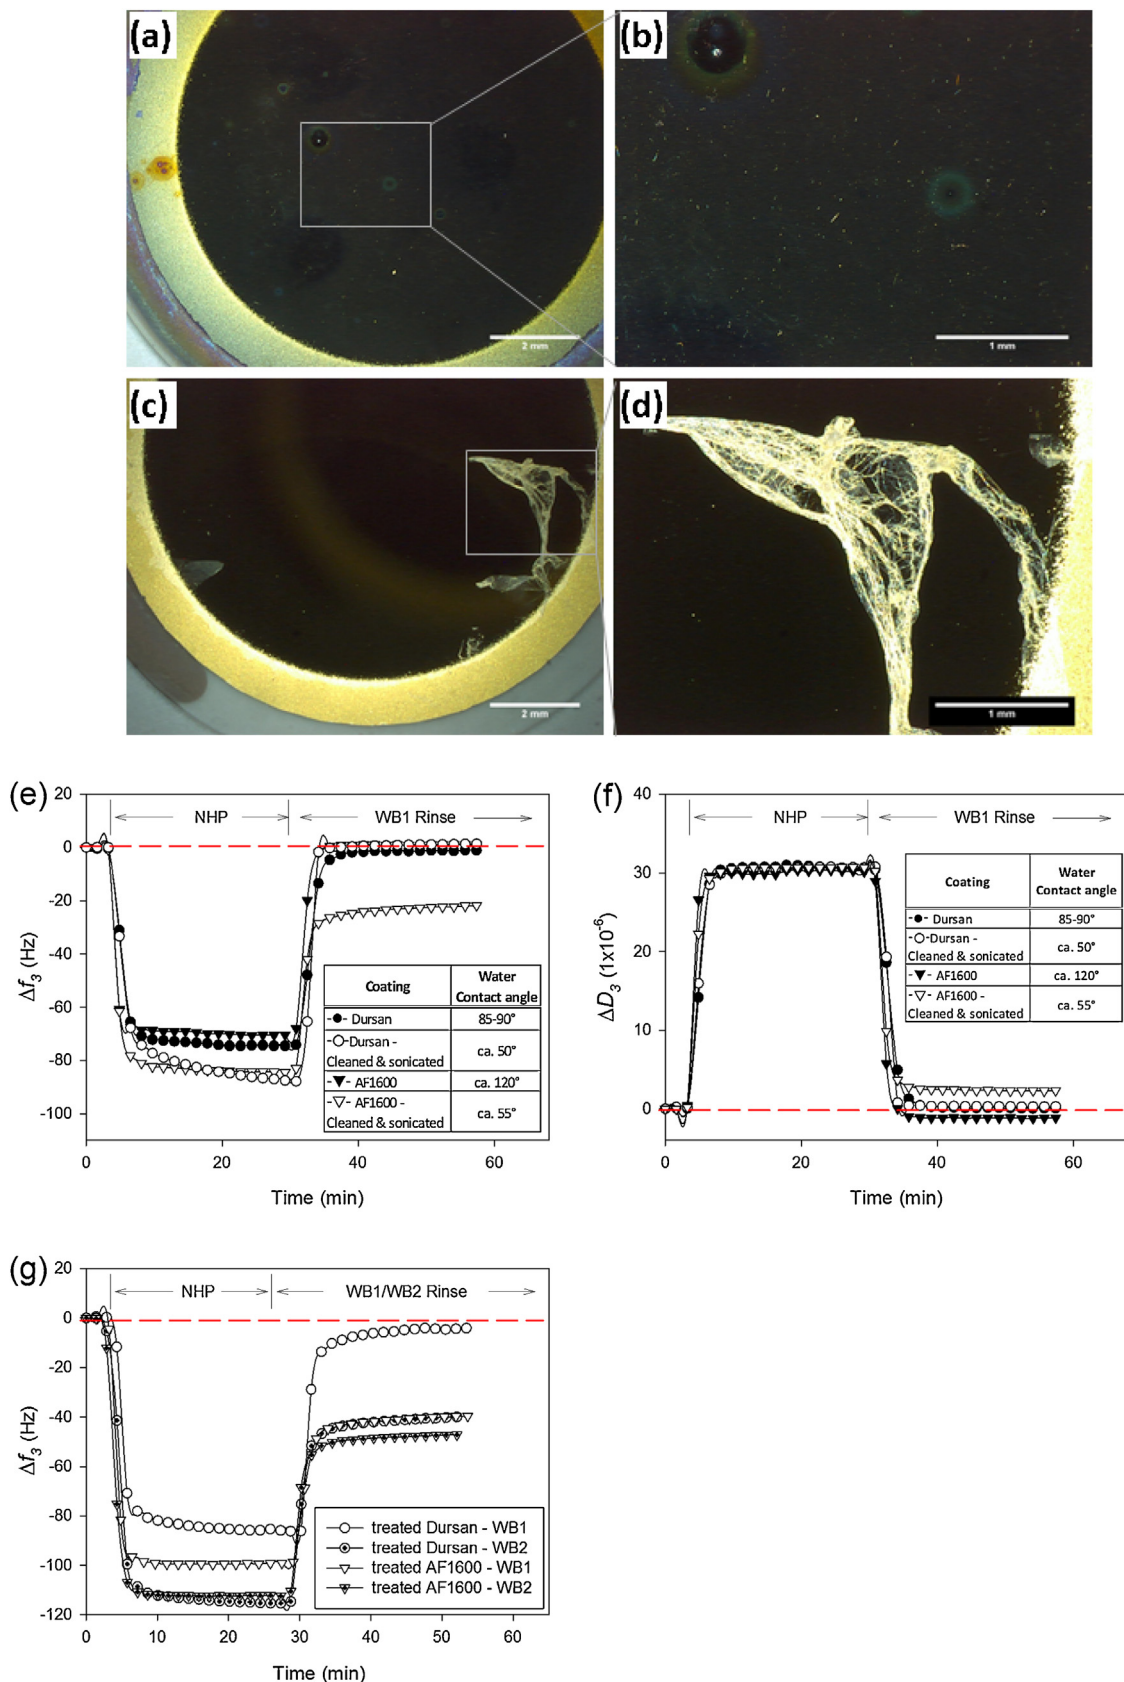 (a)
(b)
2 mm
1 mm
(c)
(d)
2 mm
1 mm
(e)
20
0
-20
-40
-60
-80
-100
Δf3 (Hz)
NHP
WB1 Rinse
Coating
Water
Contact angle
Dursan
85-90°
Dursan -
Cleaned & sonicated
ca. 50°
AF1600
ca. 120°
AF1600 -
Cleaned & sonicated
ca. 55°
0
20
40
60
Time (min)
(f)
40
30
20
10
0
ΔD3 (1x10-6)
NHP
WB1 Rinse
Coating
Water
Contact angle
Dursan
85-90°
Dursan -
Cleaned & sonicated
ca. 50°
AF1600
ca. 120°
AF1600 -
Cleaned & sonicated
ca. 55°
0
20
40
60
Time (min)
(g)
20
0
-20
-40
-60
-80
-100
-120
Δf3 (Hz)
NHP
WB1/WB2 Rinse
treated Dursan - WB1
treated Dursan - WB2
treated AF1600 - WB1
treated AF1600 - WB2
0
10
20
30
40
50
60
Time (min)